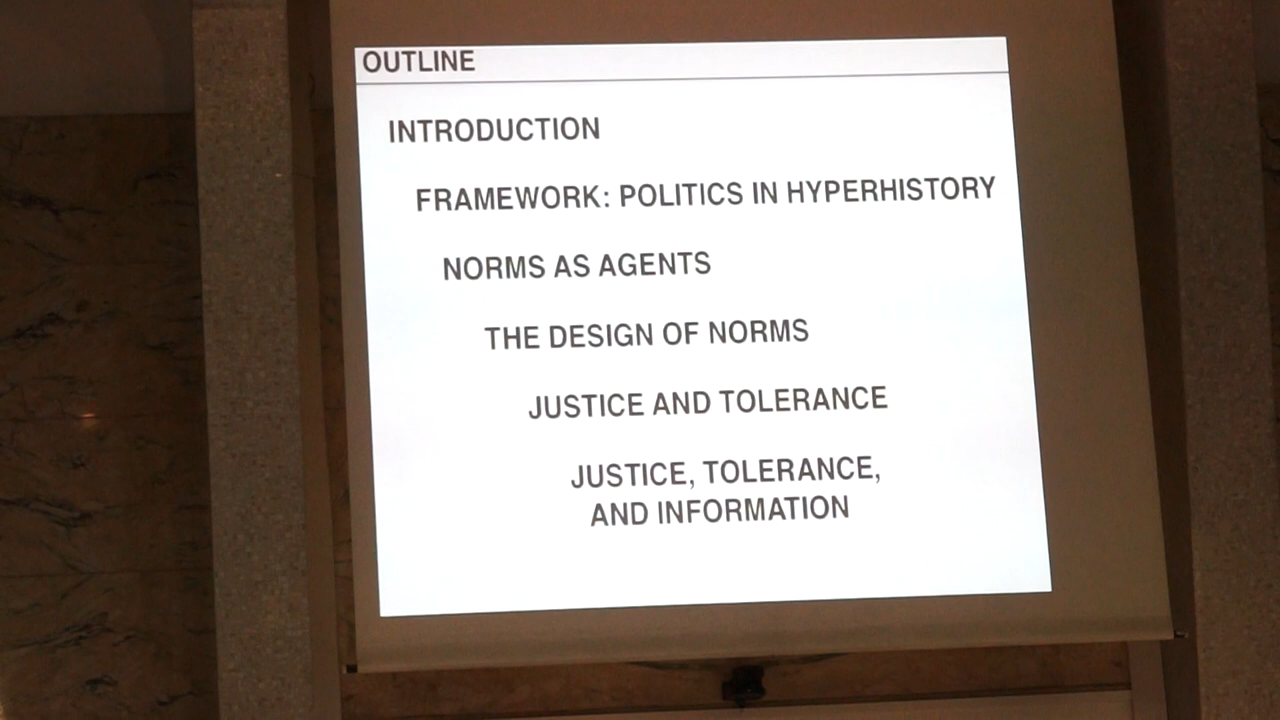 OUTLINE
INTRODUCTION
FRAMEWORK: POLITICS IN HYPERHISTORY
NORMS AS AGENTS
THE DESIGN OF NORMS
JUSTICE AND TOLERANCE
JUSTICE, TOLERANCE,
AND INFORMATION